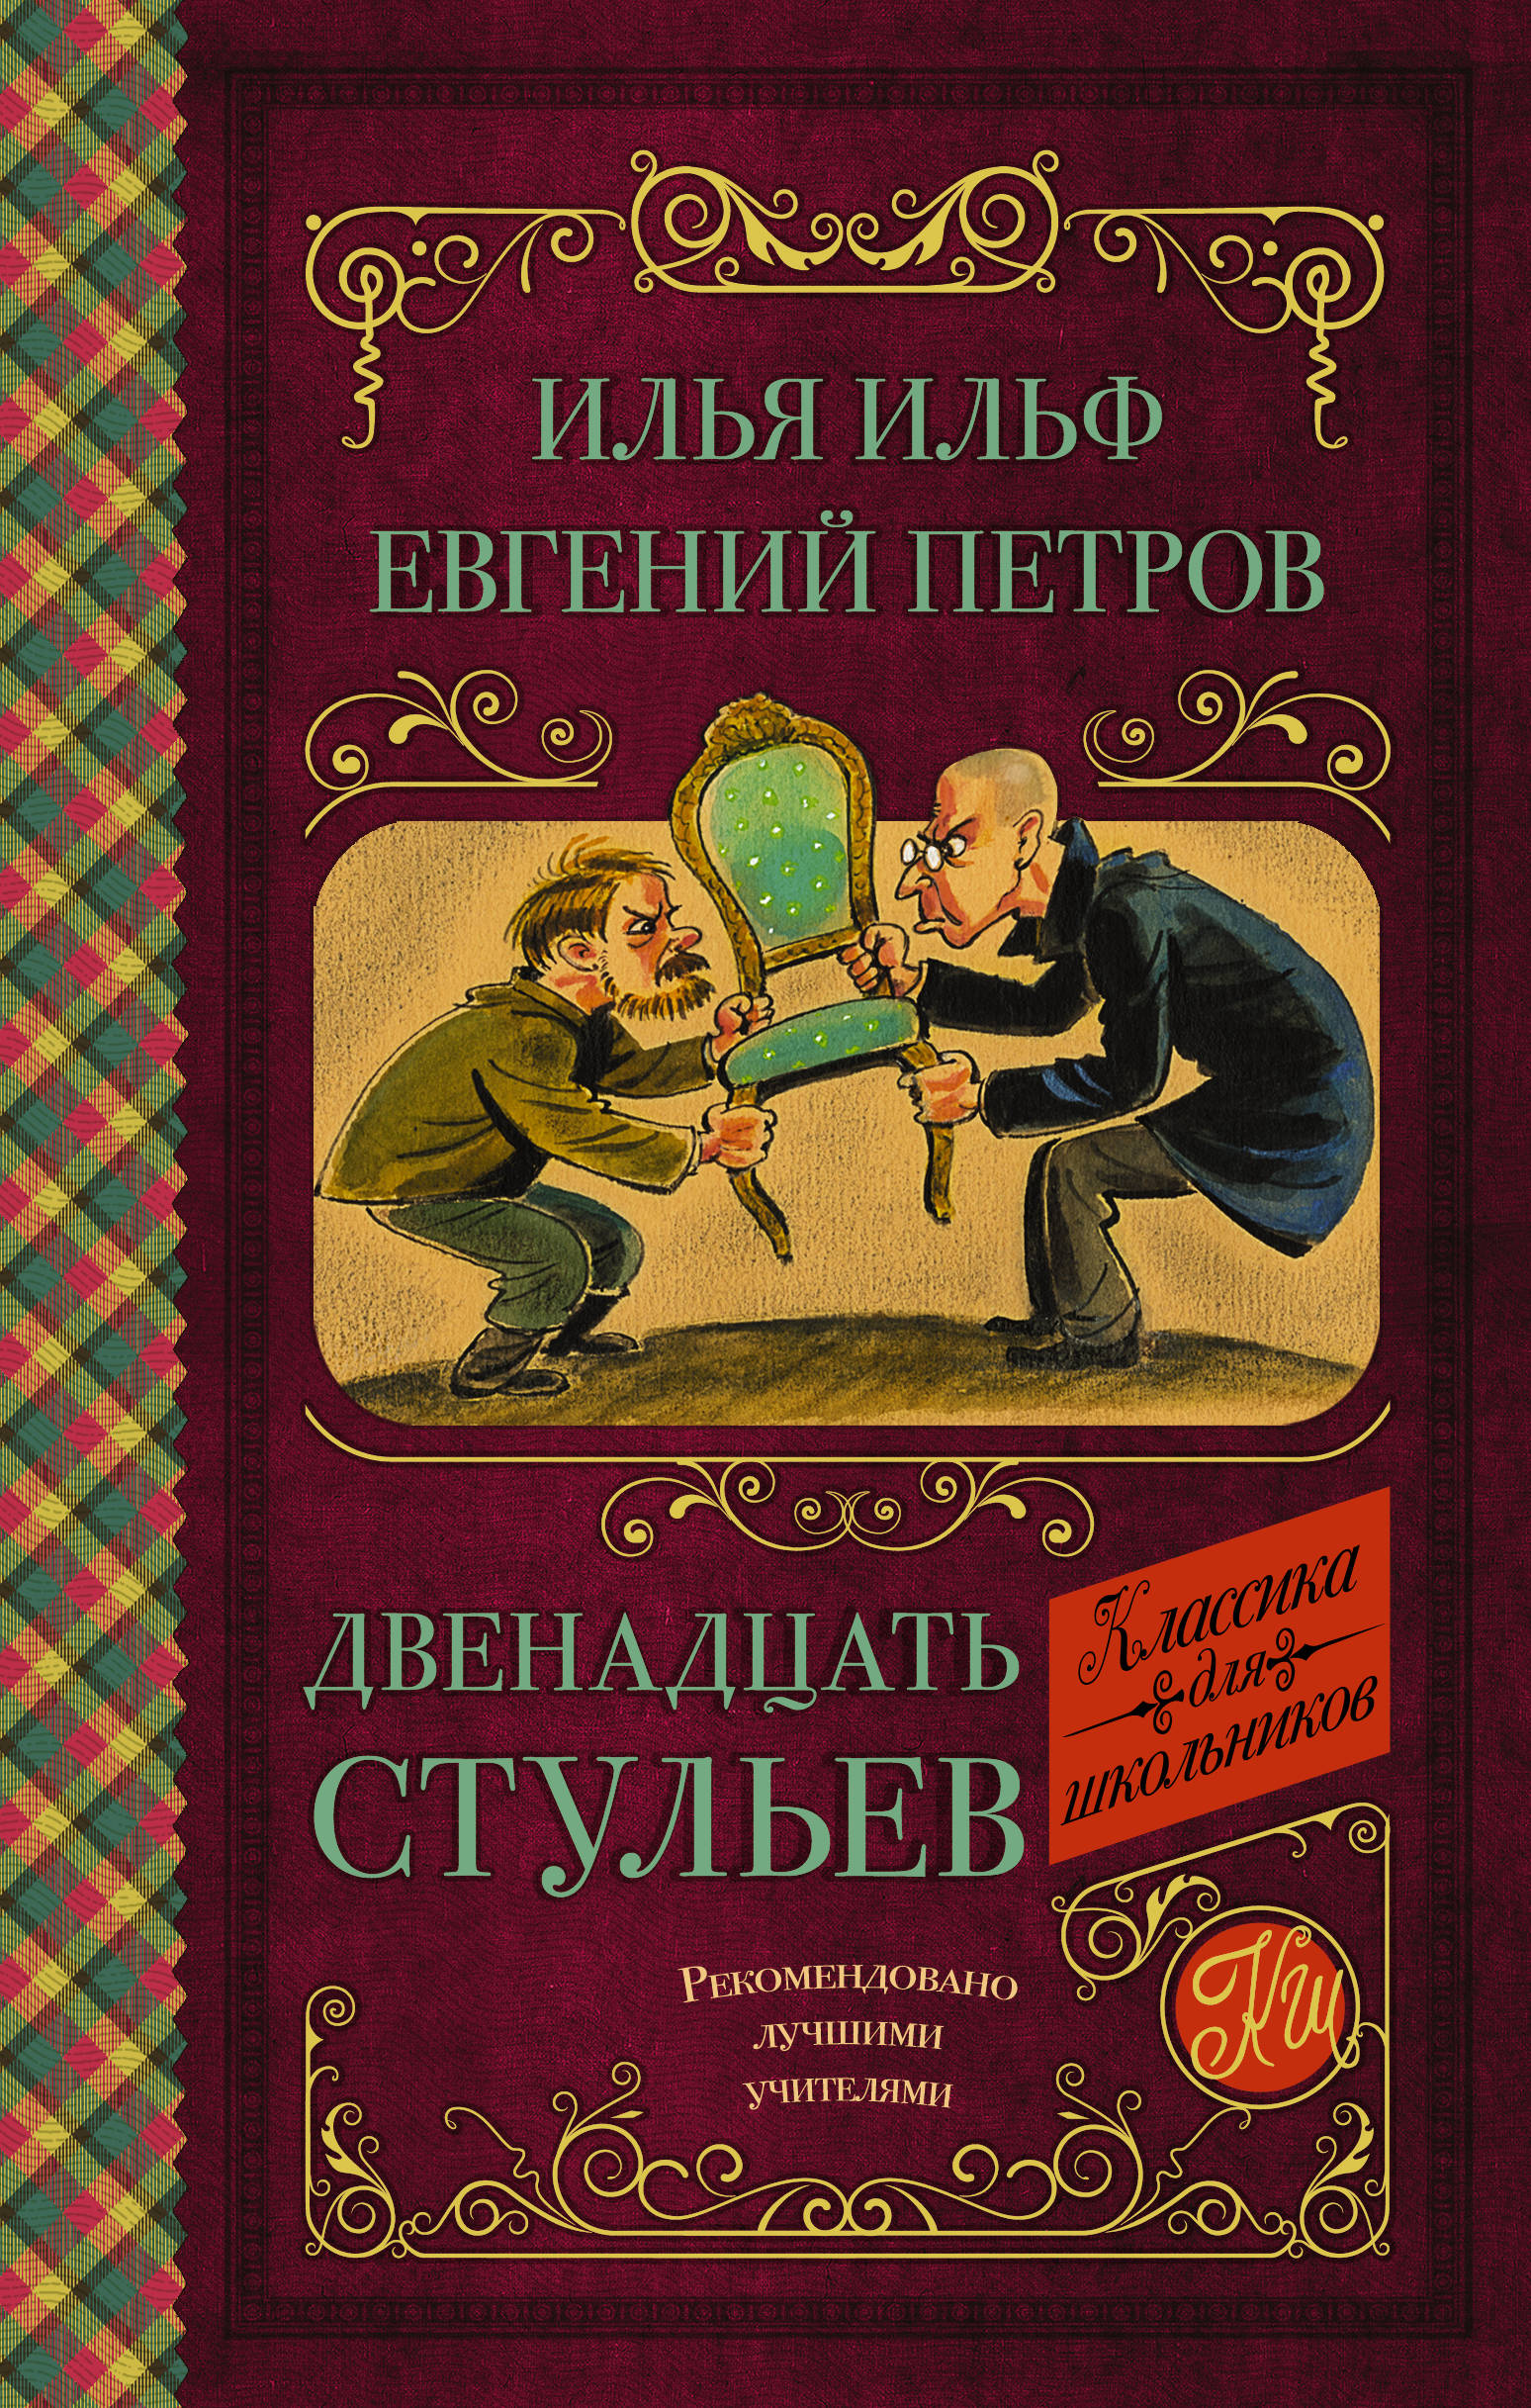 ИЛЬЯ ИЛЬФ
ЕВГЕНИЙ ПЕТРОВ
ДВЕНАДЦАТЬ
СТУЛЬЕВ
Классика
для
школьников
РЕКОМЕНДОВАНО
ЛУЧШИМИ
УЧИТЕЛЯМИ
КШ